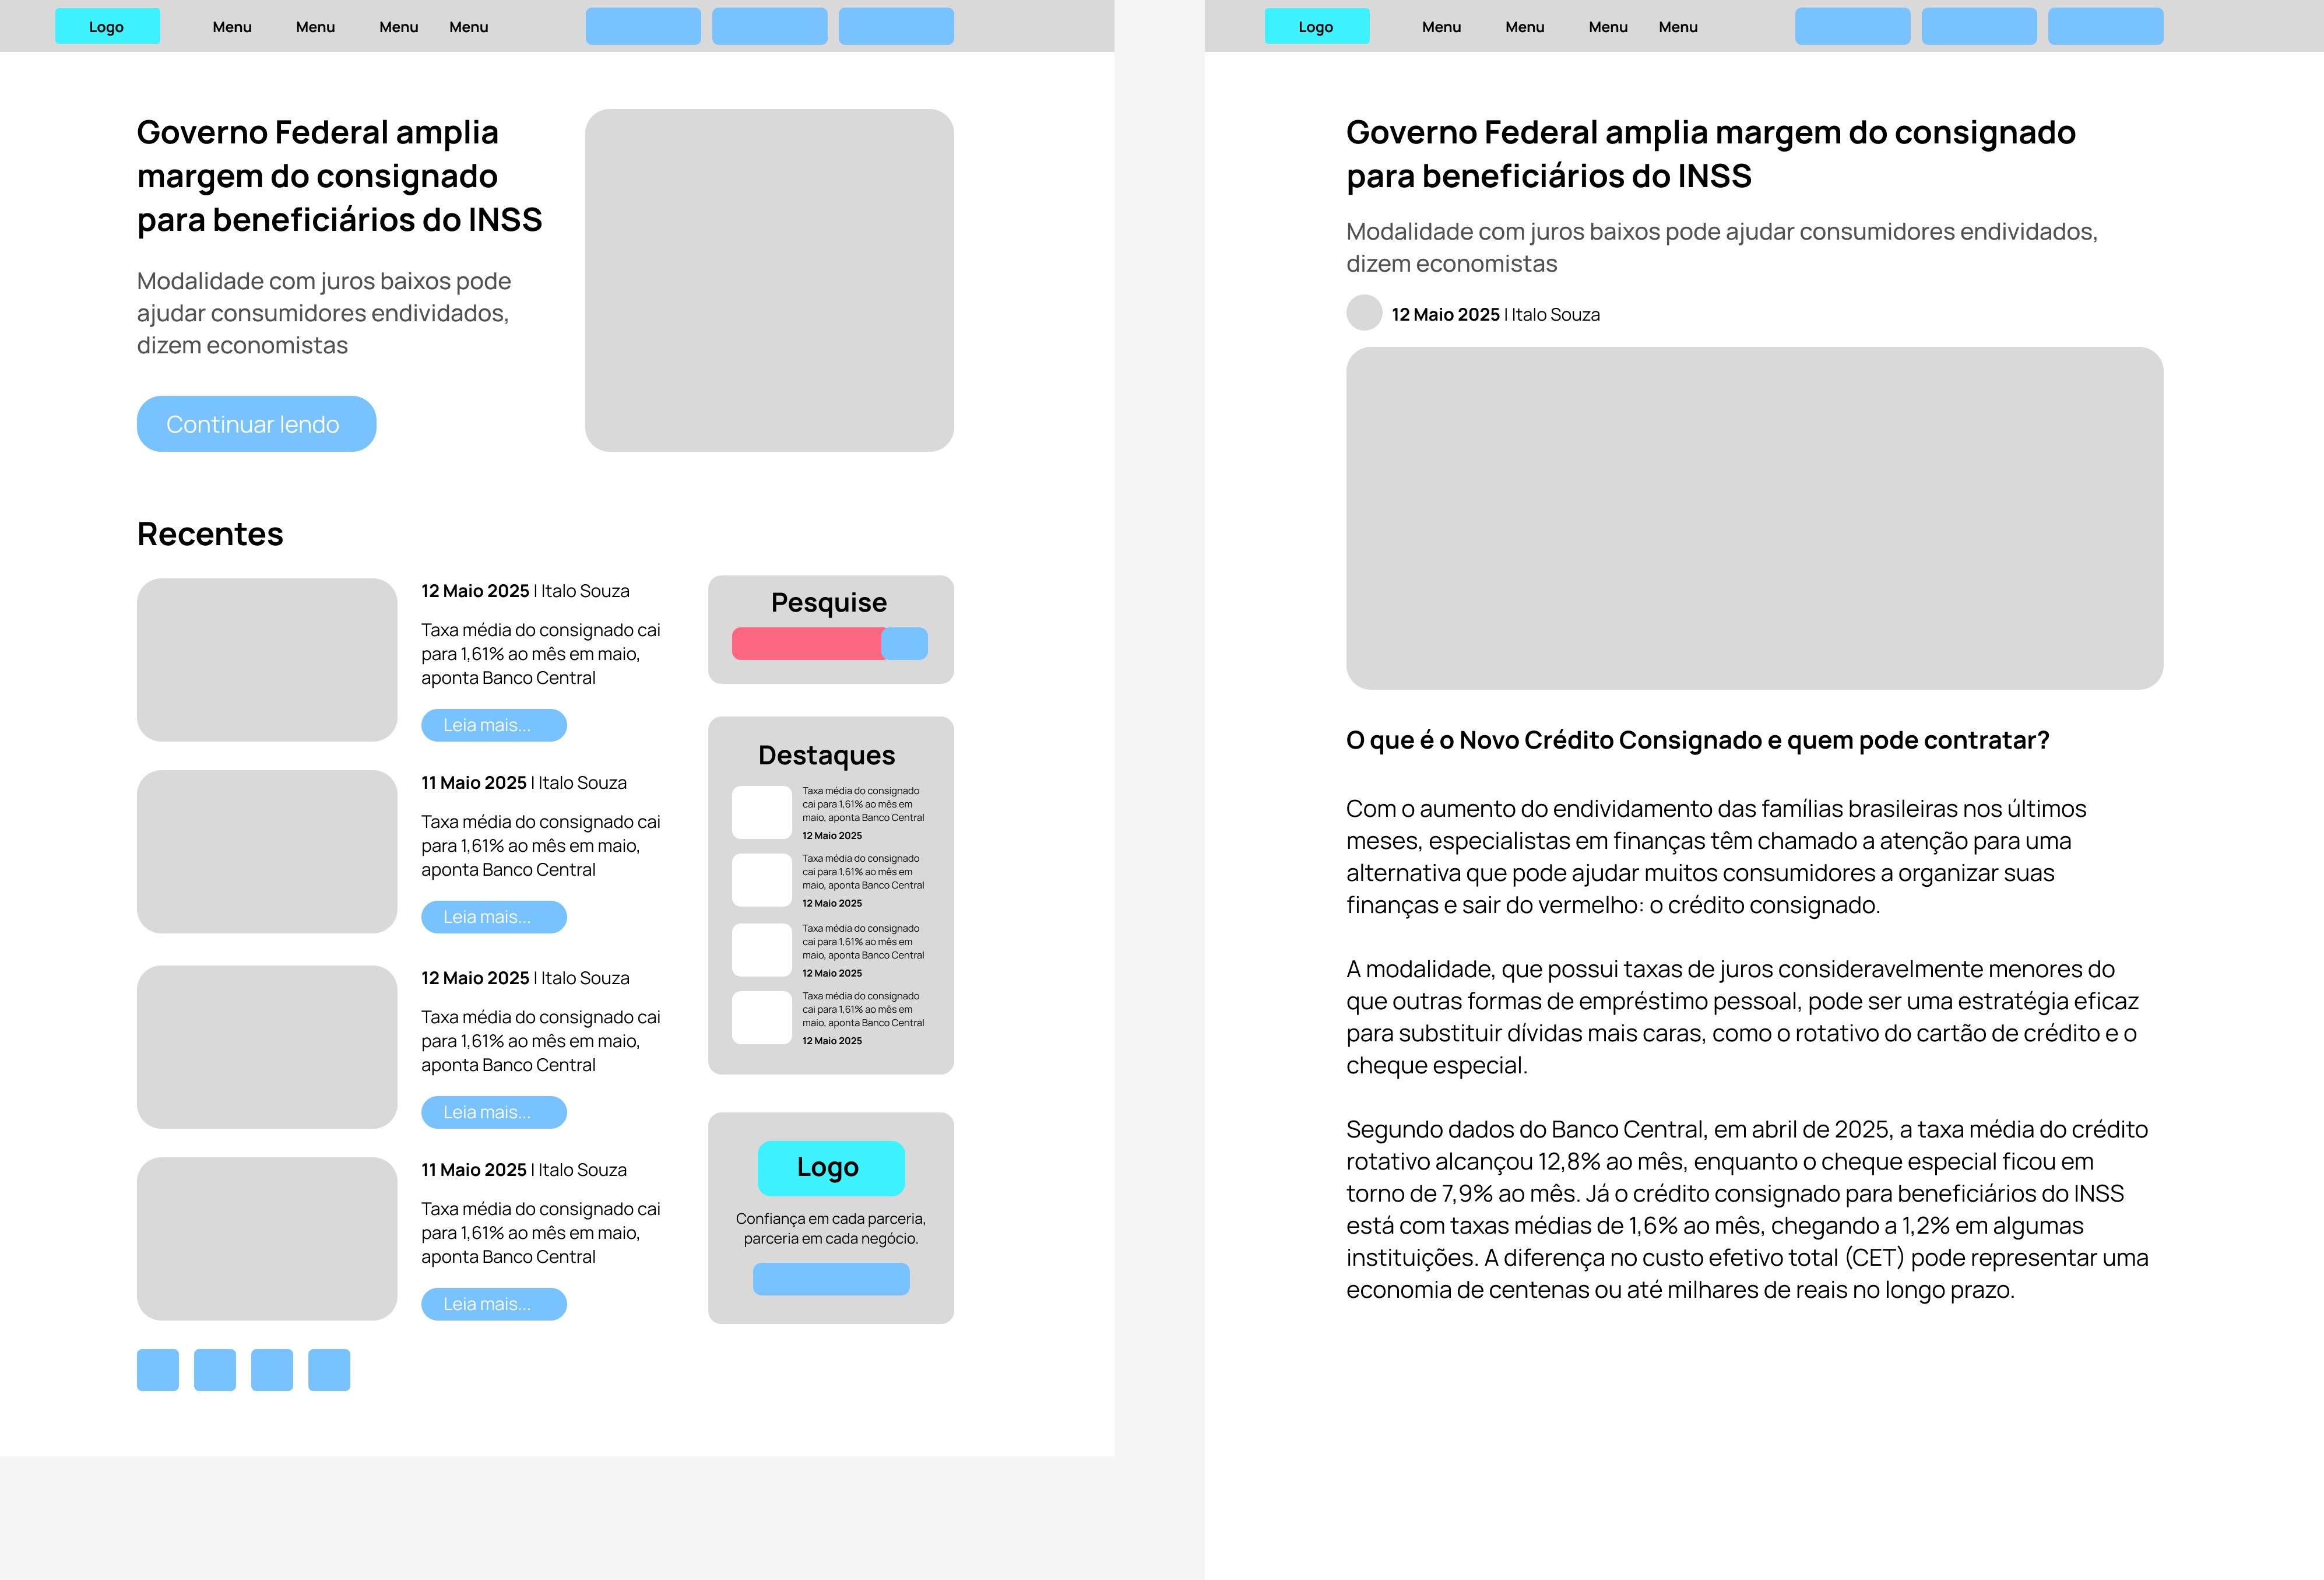 Logo
Menu
Menu
Menu
Menu
Governo Federal amplia
margem do consignado
para beneficiários do INSS
Modalidade com juros baixos pode
ajudar consumidores endividados,
dizem economistas
Continuar lendo
Recentes
12 Maio 2025 | Italo Souza
Taxa média do consignado cai
para 1,61% ao mês em maio,
aponta Banco Central
Leia mais...
11 Maio 2025 | Italo Souza
Taxa média do consignado cai
para 1,61% ao mês em maio,
aponta Banco Central
Leia mais...
12 Maio 2025 | Italo Souza
Taxa média do consignado cai
para 1,61% ao mês em maio,
aponta Banco Central
Leia mais...
11 Maio 2025 | Italo Souza
Taxa média do consignado cai
para 1,61% ao mês em maio,
aponta Banco Central
Leia mais...
Pesquise
Destaques
Taxa média do consignado
cai para 1,61% ao mês em
maio, aponta Banco Central
12 Maio 2025
Taxa média do consignado
cai para 1,61% ao mês em
maio, aponta Banco Central
12 Maio 2025
Taxa média do consignado
cai para 1,61% ao mês em
maio, aponta Banco Central
12 Maio 2025
Taxa média do consignado
cai para 1,61% ao mês em
maio, aponta Banco Central
12 Maio 2025
Logo
Confiança em cada parceria,
parceria em cada negócio.
Logo
Menu
Menu
Menu
Menu
Governo Federal amplia margem do consignado
para beneficiários do INSS
Modalidade com juros baixos pode ajudar consumidores endividados,
dizem economistas
12 Maio 2025 | Italo Souza
O que é o Novo Crédito Consignado e quem pode contratar?
Com o aumento do endividamento das famílias brasileiras nos últimos
meses, especialistas em finanças têm chamado a atenção para uma
alternativa que pode ajudar muitos consumidores a organizar suas
finanças e sair do vermelho: o crédito consignado.
A modalidade, que possui taxas de juros consideravelmente menores do
que outras formas de empréstimo pessoal, pode ser uma estratégia eficaz
para substituir dívidas mais caras, como o rotativo do cartão de crédito e o
cheque especial.
Segundo dados do Banco Central, em abril de 2025, a taxa média do crédito
rotativo alcançou 12,8% ao mês, enquanto o cheque especial ficou em
torno de 7,9% ao mês. Já o crédito consignado para beneficiários do INSS
está com taxas médias de 1,6% ao mês, chegando a 1,2% em algumas
instituições. A diferença no custo efetivo total (CET) pode representar uma
economia de centenas ou até milhares de reais no longo prazo.